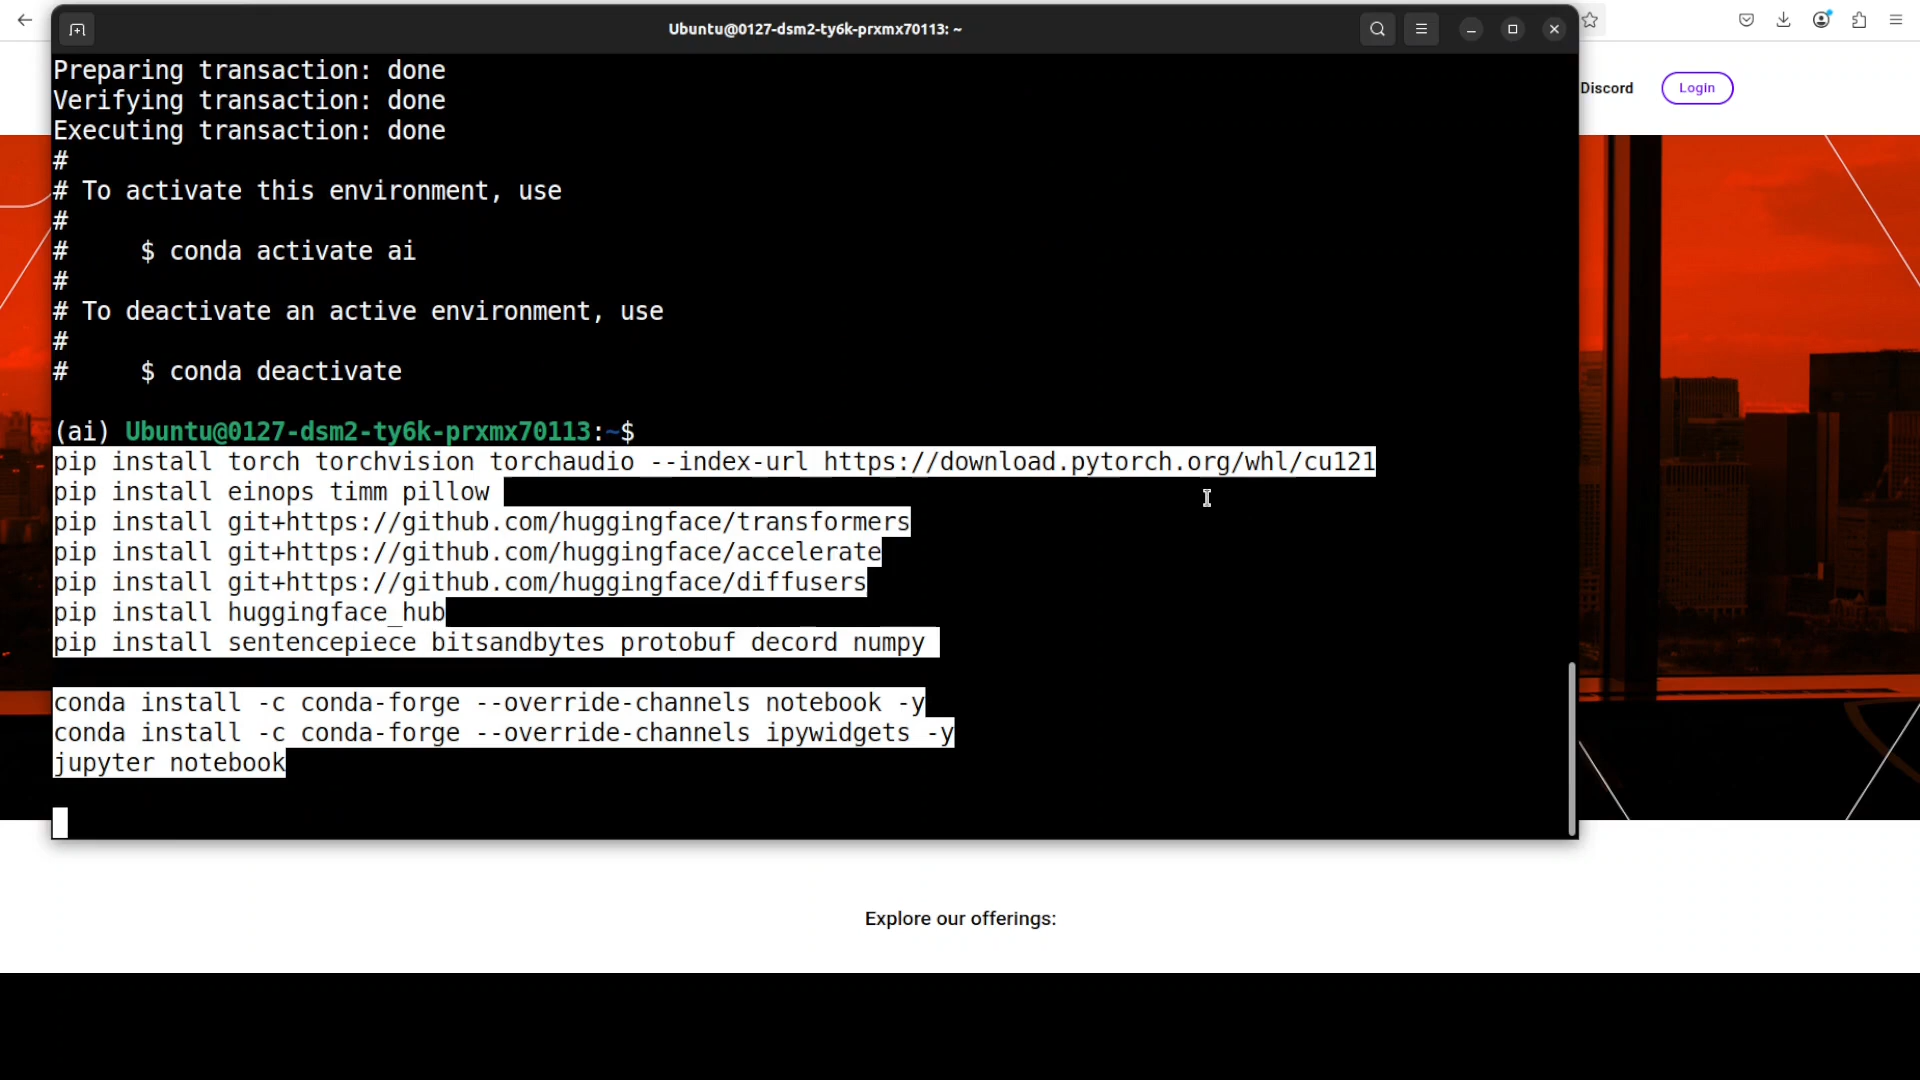 Ubuntu@0127-dsm2-ty6k-prxmx70113: ~
Discord
Login
Preparing transaction: done
Verifying transaction: done
Executing transaction: done
#
# To activate this environment, use
#
#     $ conda activate ai
#
# To deactivate an active environment, use
#
#     $ conda deactivate
(ai) Ubuntu@0127-dsm2-ty6k-prxmx70113:~$
pip install torch torchvision torchaudio --index-url https://download.pytorch.org/whl/cu121
pip install einops timm pillow
pip install git+https://github.com/huggingface/transformers
pip install git+https://github.com/huggingface/accelerate
pip install git+https://github.com/huggingface/diffusers
pip install huggingface_hub
pip install sentencepiece bitsandbytes protobuf decord numpy
conda install -c conda-forge --override-channels notebook -y
conda install -c conda-forge --override-channels ipywidgets -y
jupyter notebook
Explore our offerings: